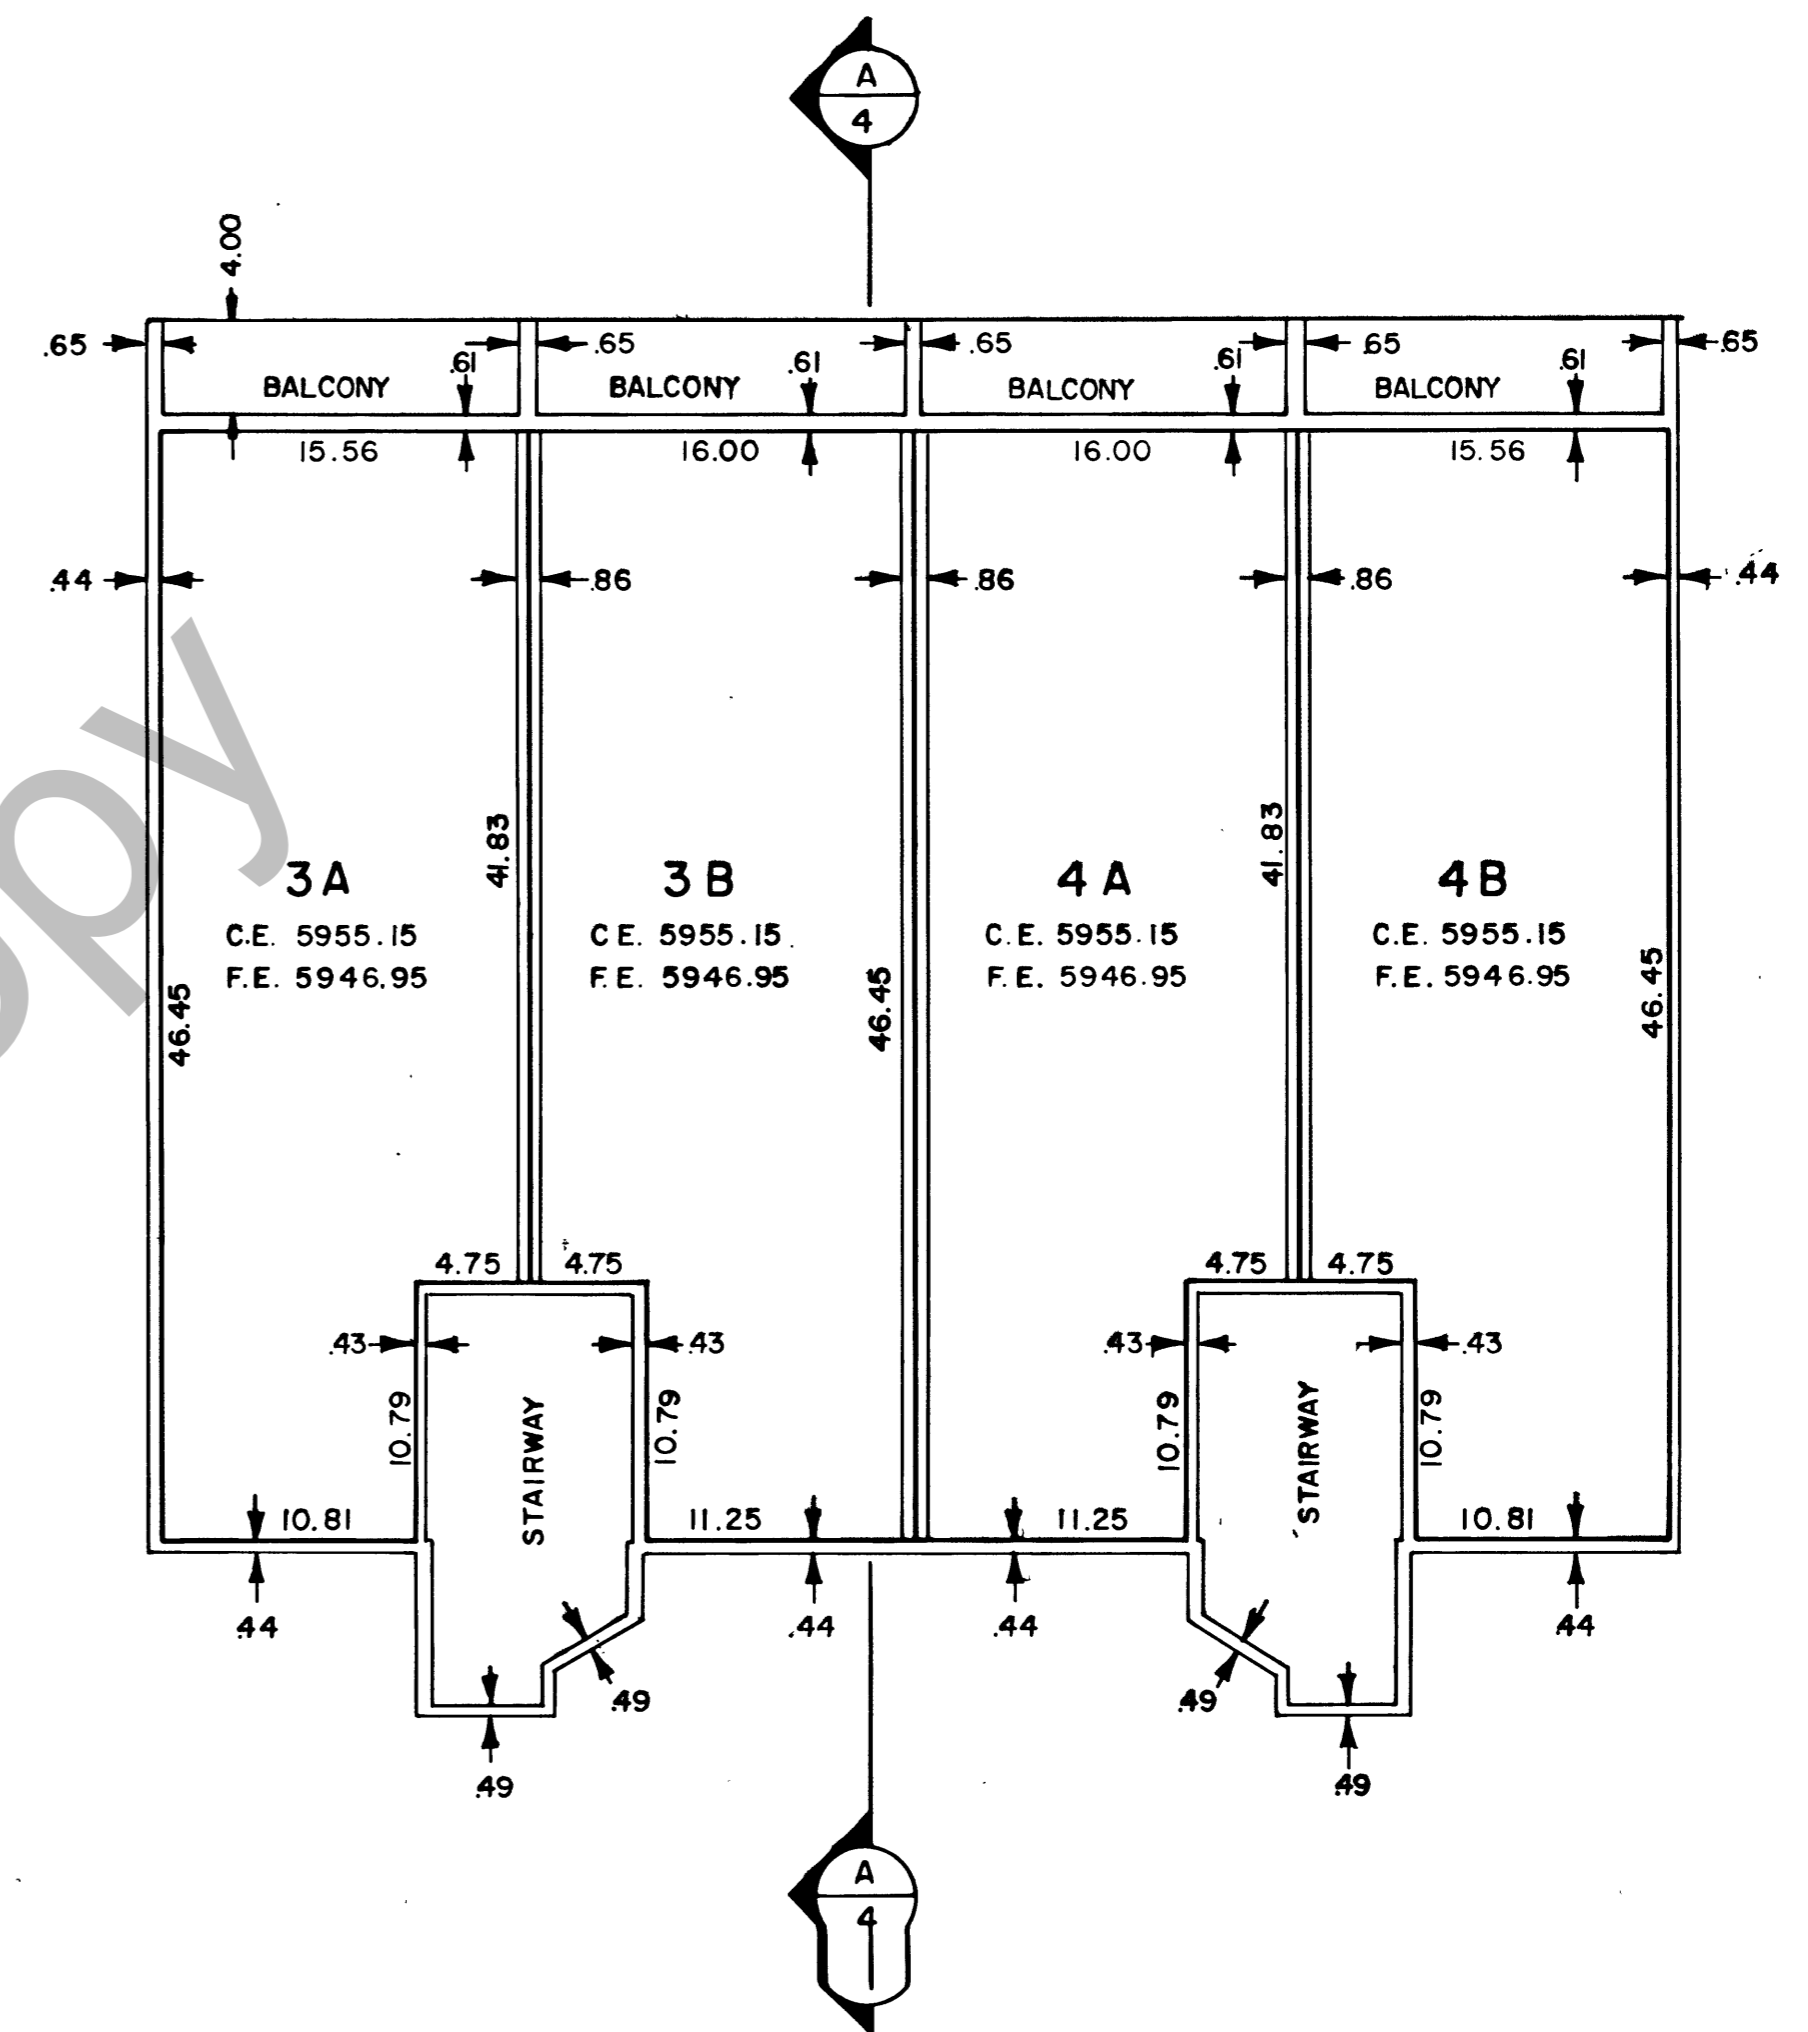 A
4
4.00
.65
.65
.65
.65
.65
.61
.61
.61
.61
BALCONY
BALCONY
BALCONY
BALCONY
15.56
16.00
16.00
15.56
.44
.86
.86
.86
.44
41.83
41.83
3A
3B
4A
4B
C.E. 5955.15
C E. 5955.15
C.E. 5955.15
C.E. 5955.15
F.E. 5946.95
F.E. 5946.95
F.E. 5946.95
F.E. 5946.95
46.45
46.45
46.45
4.75
4.75
4.75
4.75
.43
.43
.43
.43
10.79
10.79
10.79
10.79
STAIRWAY
STAIRWAY
10.81
11.25
11.25
10.81
.44
.44
.44
.44
.49
.49
.49
.49
A
4